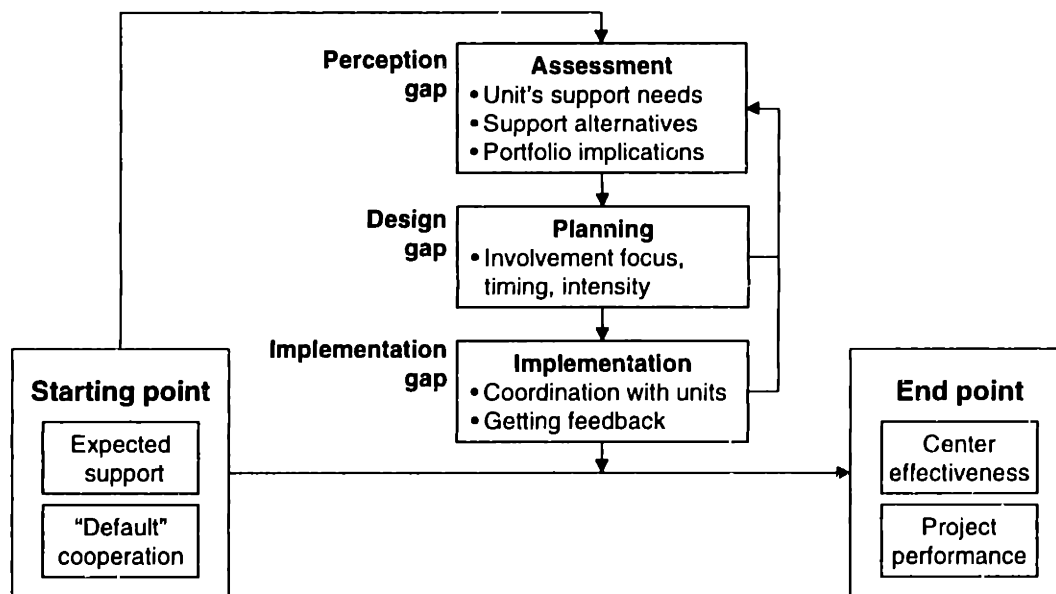 Perception
gap
Assessment
• Unit's support needs
• Support alternatives
• Portfolio implications
Design
gap
Planning
• Involvement focus,
timing, intensity
Implementation
gap
Implementation
• Coordination with units
• Getting feedback
Starting point
Expected
support
"Default"
cooperation
End point
Center
effectiveness
Project
performance